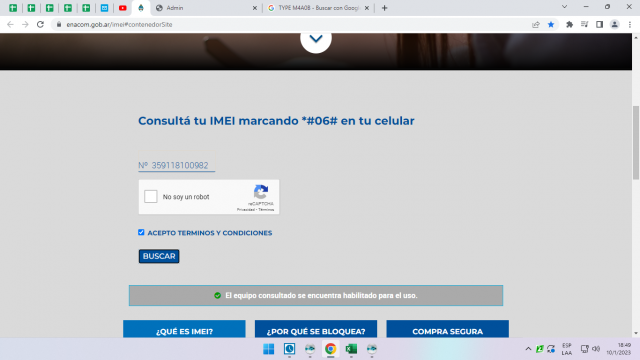 Admin
TYPE M4A08 - Buscar con Googl
enacom.gob.ar/imei#contenedorSite
Consultá tu IMEI marcando *#06# en tu celular
Nº 359118100982
No soy un robot
reCAPTCHA
Privacidad - Términos
ACEPTO TERMINOS Y CONDICIONES
BUSCAR
El equipo consultado se encuentra habilitado para el uso.
¿QUÉ ES IMEI?
¿POR QUÉ SE BLOQUEA?
COMPRA SEGURA
ESP
LAA
18:49
10/1/2023